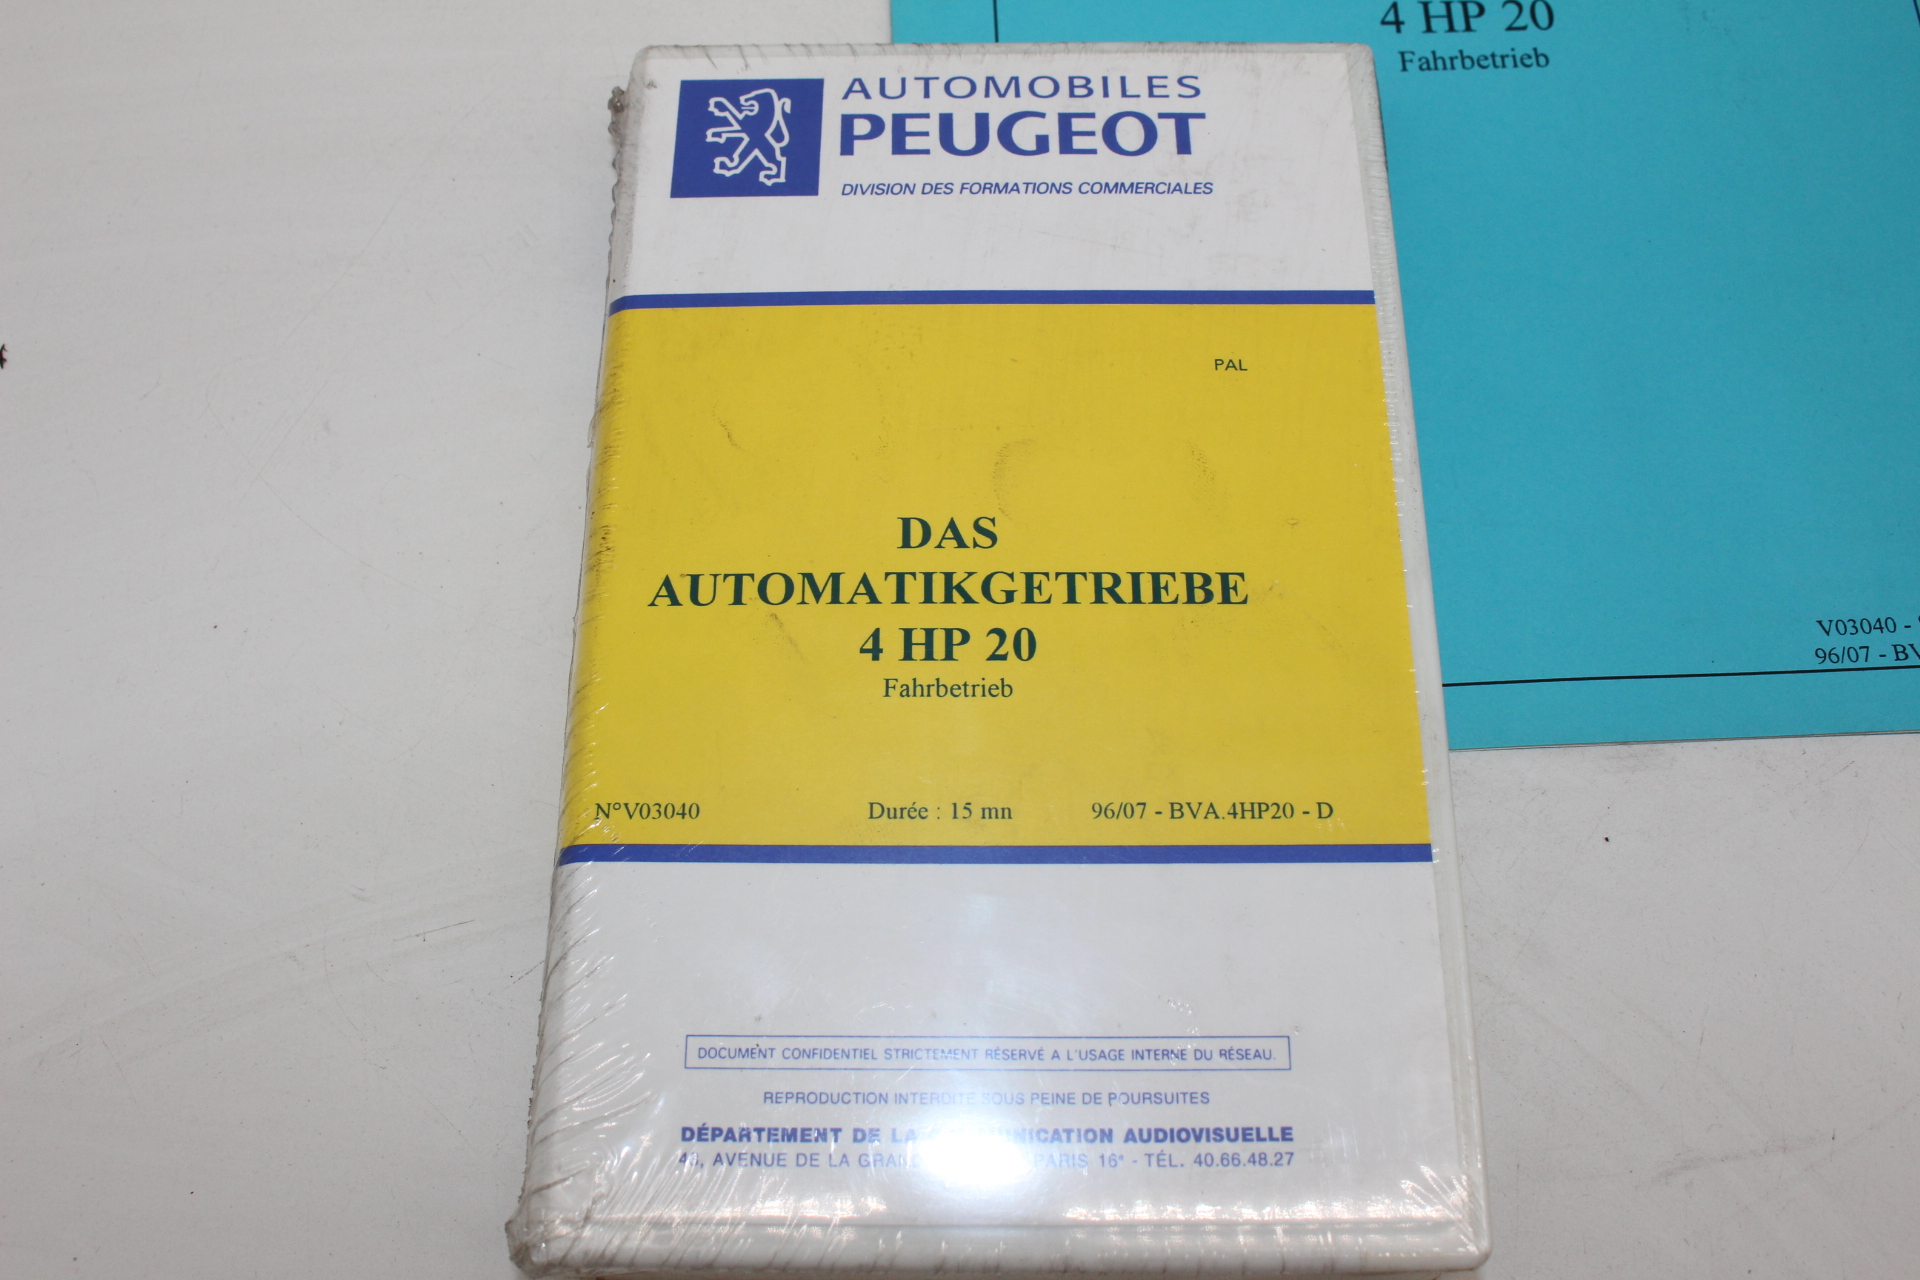 AUTOMOBILES
PEUGEOT
DIVISION DES FORMATIONS COMMERCIALES
PAL
DAS
AUTOMATIKGETRIEBE
4 HP 20
Fahrbetrieb
N°V03040 Durée : 15 mn 96/07 - BVA.4HP20 - D
DOCUMENT CONFIDENTIEL STRICTEMENT RÉSERVÉ A L'USAGE INTERNE DU RÉSEAU.
REPRODUCTION INTERDITE SOUS PEINE DE POURSUITES
DÉPARTEMENT DE LA AUDIOVISUELLE
AVENUE DE LA PARIS 16e - TÉL. 40.66.48.27
4 HP 20
Fahrbetrieb
V03040 -
96/07 -